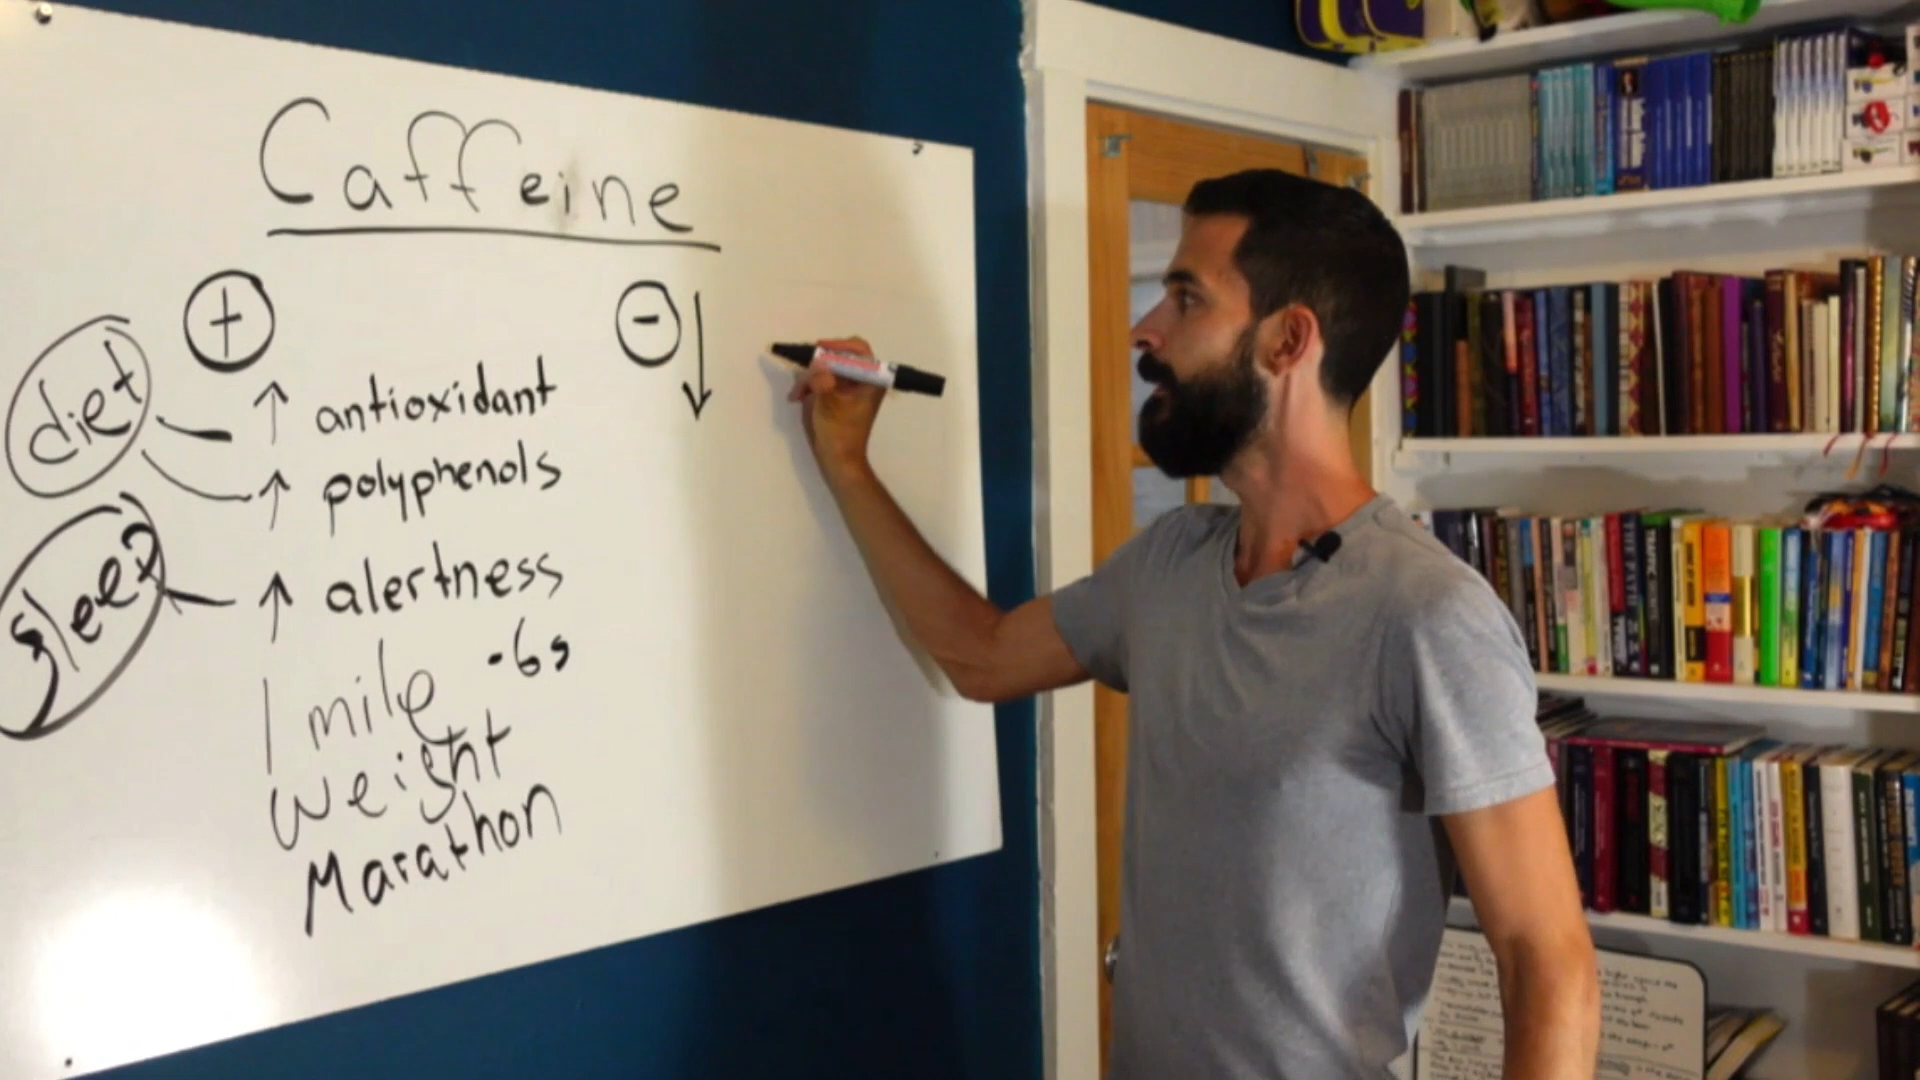 Caffeine
+
-
↓
diet
↑ antioxidant
↑ polyphenols
sleep
↑ alertness
1 mile -6s
weight
Marathon